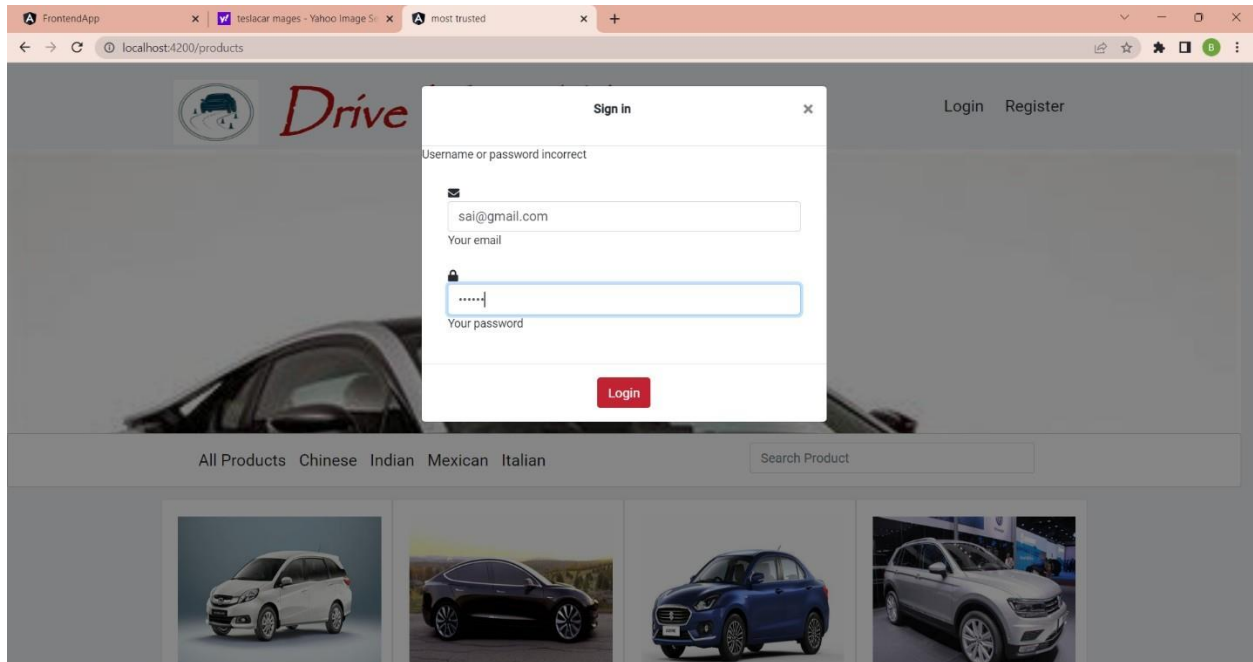 FrontendApp
teslacar mages - Yahoo Image Se
most trusted
localhost:4200/products
B
Drive
Sign in
Login Register
Username or password incorrect
sai@gmail.com
Your email
••••••
Your password
Login
All Products Chinese Indian Mexican Italian
Search Product